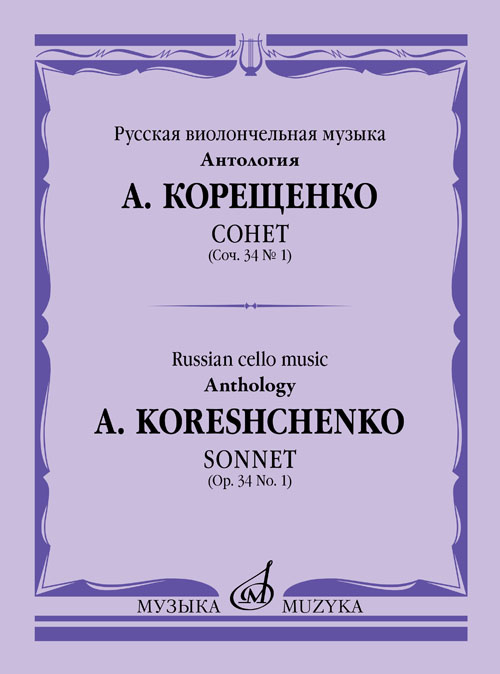 Русская виолончельная музыка
Антология
А. КОРЕЩЕНКО
СОНЕТ
(Соч. 34 № 1)
Russian cello music
Anthology
A. KORESHCHENKO
SONNET
(Op. 34 No. 1)
МУЗЫКА М MUZYKA